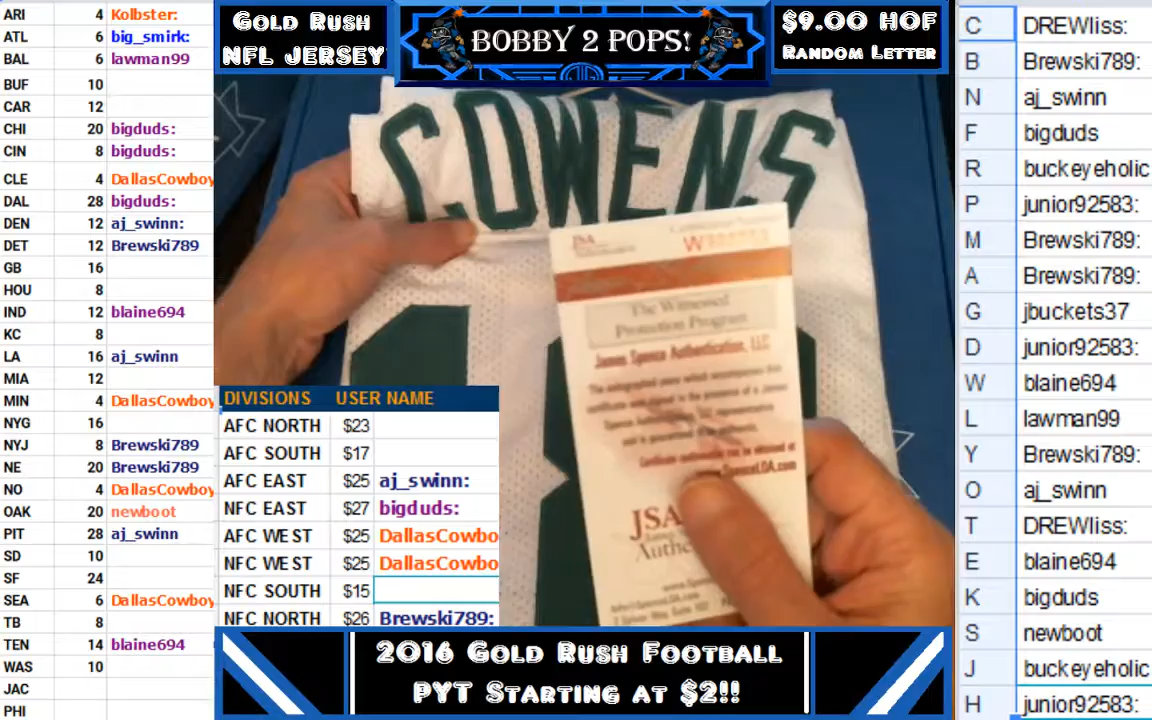 ARI 4 Kolbster:
ATL 6 big_smirk:
BAL 6 lawman99
BUF 10
CAR 12
CHI 20 bigduds:
CIN 8 bigduds:
CLE 4 DallasCowboy
DAL 28 bigduds:
DEN 12 aj_swinn:
DET 12 Brewski789
GB 16
HOU 8
IND 12 blaine694
KC 8
LA 16 aj_swinn
MIA 12
MIN 4 DallasCowboy
NYG 16
NYJ 8 Brewski789
NE 20 Brewski789
NO 4 DallasCowboy
OAK 20 newboot
PIT 28 aj_swinn
SD 10
SF 24
SEA 6 DallasCowboy
TB 8
TEN 14 blaine694
WAS 10
JAC
PHI
Gold Rush
NFL JERSEY
BOBBY 2 POPS!
$9.00 HOF
Random Letter
COWENS
JSA
The Witnessed
Protection Program
James Spence Authentication, LLC
JSA
DIVISIONS USER NAME
AFC NORTH $23
AFC SOUTH $17
AFC EAST $25 aj_swinn:
NFC EAST $27 bigduds:
AFC WEST $25 DallasCowbo
NFC WEST $25 DallasCowbo
NFC SOUTH $15
NFC NORTH $26 Brewski789:
2016 Gold Rush Football
PYT Starting at $2!!
C DREWliss:
B Brewski789:
N aj_swinn
F bigduds
R buckeyeholic
P junior92583:
M Brewski789:
A Brewski789:
G jbuckets37
D junior92583:
W blaine694
L lawman99
Y Brewski789:
O aj_swinn
T DREWliss:
E blaine694
K bigduds
S newboot
J buckeyeholic
H junior92583: